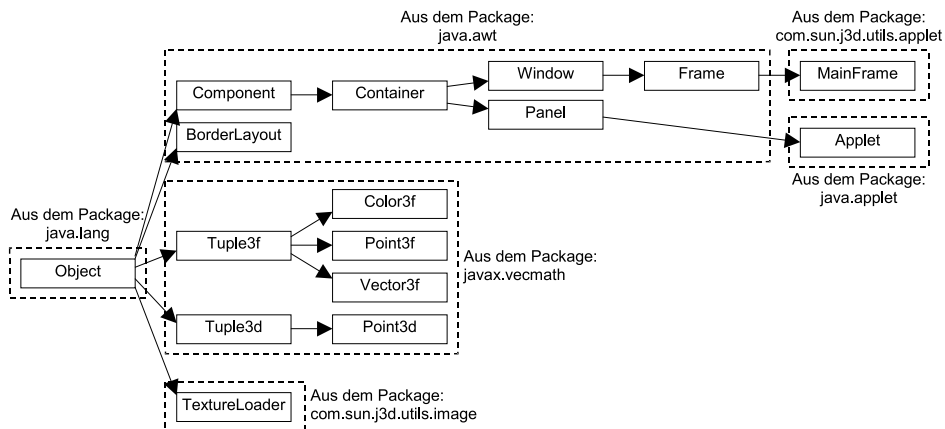 Aus dem Package:
java.awt
Aus dem Package:
com.sun.j3d.utils.applet
Window
Frame
MainFrame
Component
Container
Panel
BorderLayout
Applet
Aus dem Package:
java.applet
Aus dem Package:
java.lang
Object
Color3f
Tuple3f
Point3f
Vector3f
Aus dem Package:
javax.vecmath
Tuple3d
Point3d
TextureLoader
Aus dem Package:
com.sun.j3d.utils.image